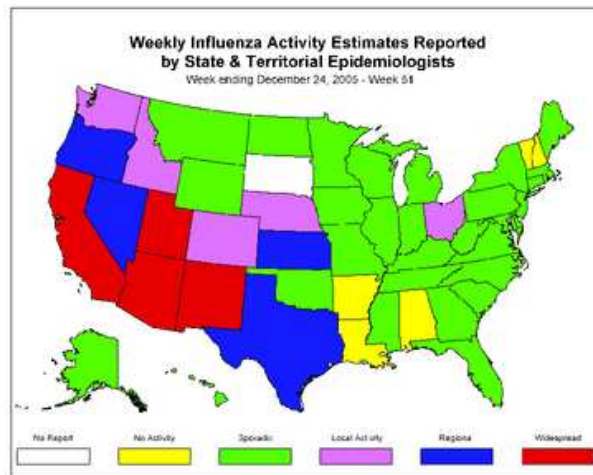 Weekly Influenza Activity Estimates Reported
by State & Territorial Epidemiologists
Week ending December 24, 2005 - Week 51
No Report
No Activity
Sporadic
Local Activity
Regional
Widespread